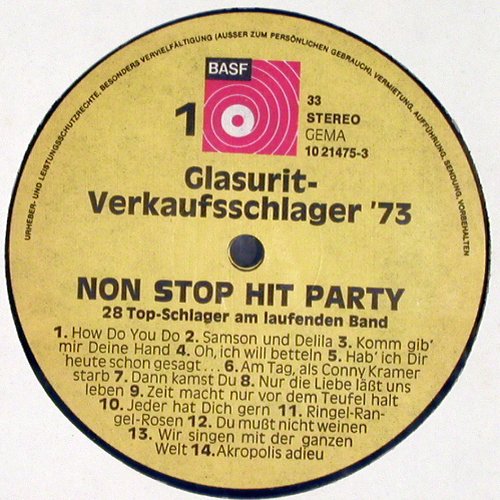 URHEBER- UND LEISTUNGSSCHUTZRECHTE, BESONDERS VERVIELFÄLTIGUNG (AUSSER ZUM PERSÖNLICHEN GEBRAUCH), VERMIETUNG, AUFFÜHRUNG, SENDUNG, VORBEHALTEN
BASF
1
33
STEREO
GEMA
10 21475-3
Glasurit-
Verkaufsschlager '73
NON STOP HIT PARTY
28 Top-Schlager am laufenden Band
1. How Do You Do 2. Samson und Delila 3. Komm gib'
mir Deine Hand 4. Oh, ich will betteln 5. Hab' ich Dir
heute schon gesagt... 6. Am Tag, als Conny Kramer
starb 7. Dann kamst Du 8. Nur die Liebe läßt uns
leben 9. Zeit macht nur vor dem Teufel halt
10. Jeder hat Dich gern 11. Ringel-Ran-
gel-Rosen 12. Du mußt nicht weinen
13. Wir singen mit der ganzen
Welt 14. Akropolis adieu